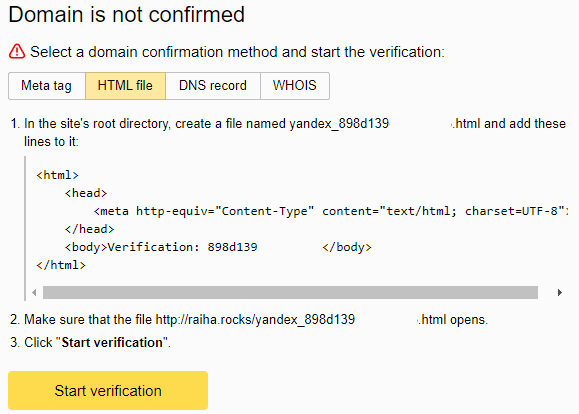 Domain is not confirmed
Select a domain confirmation method and start the verification:
Meta tag HTML file DNS record WHOIS
1. In the site's root directory, create a file named yandex_898d139 .html and add these
lines to it:
<html>
<head>
<meta http-equiv="Content-Type" content="text/html; charset=UTF-8">
</head>
<body>Verification: 898d139 </body>
</html>
2. Make sure that the file http://raiha.rocks/yandex_898d139 .html opens.
3. Click "Start verification".
Start verification